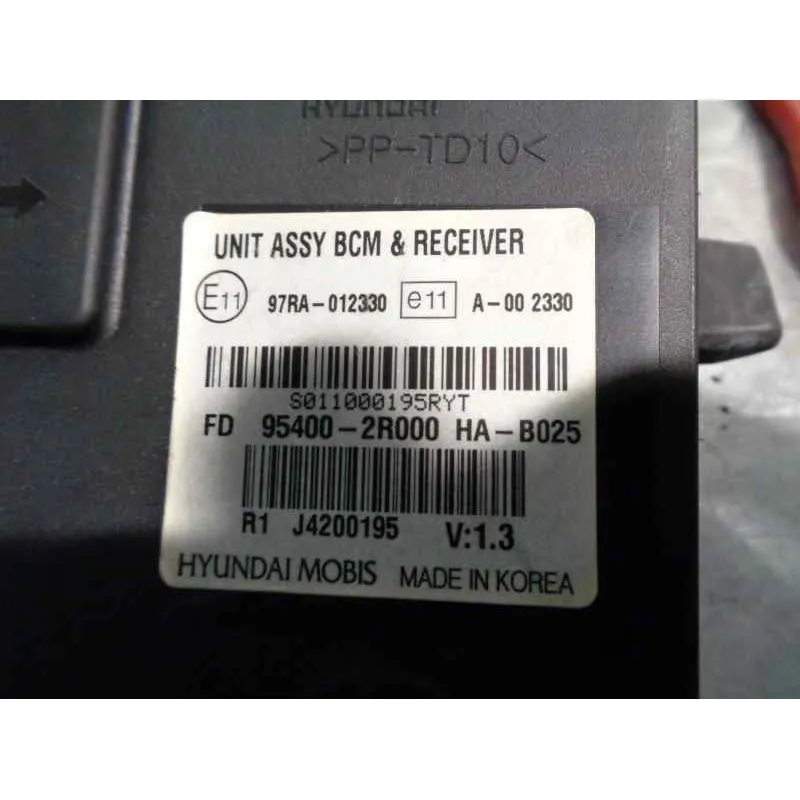 HYUNDAI
>PP-TD10<
UNIT ASSY BCM & RECEIVER
E11 97RA-012330 e11 A-00 2330
S011000195RYT
FD 95400-2R000 HA-B025
R1 J4200195 V:1.3
HYUNDAI MOBIS MADE IN KOREA